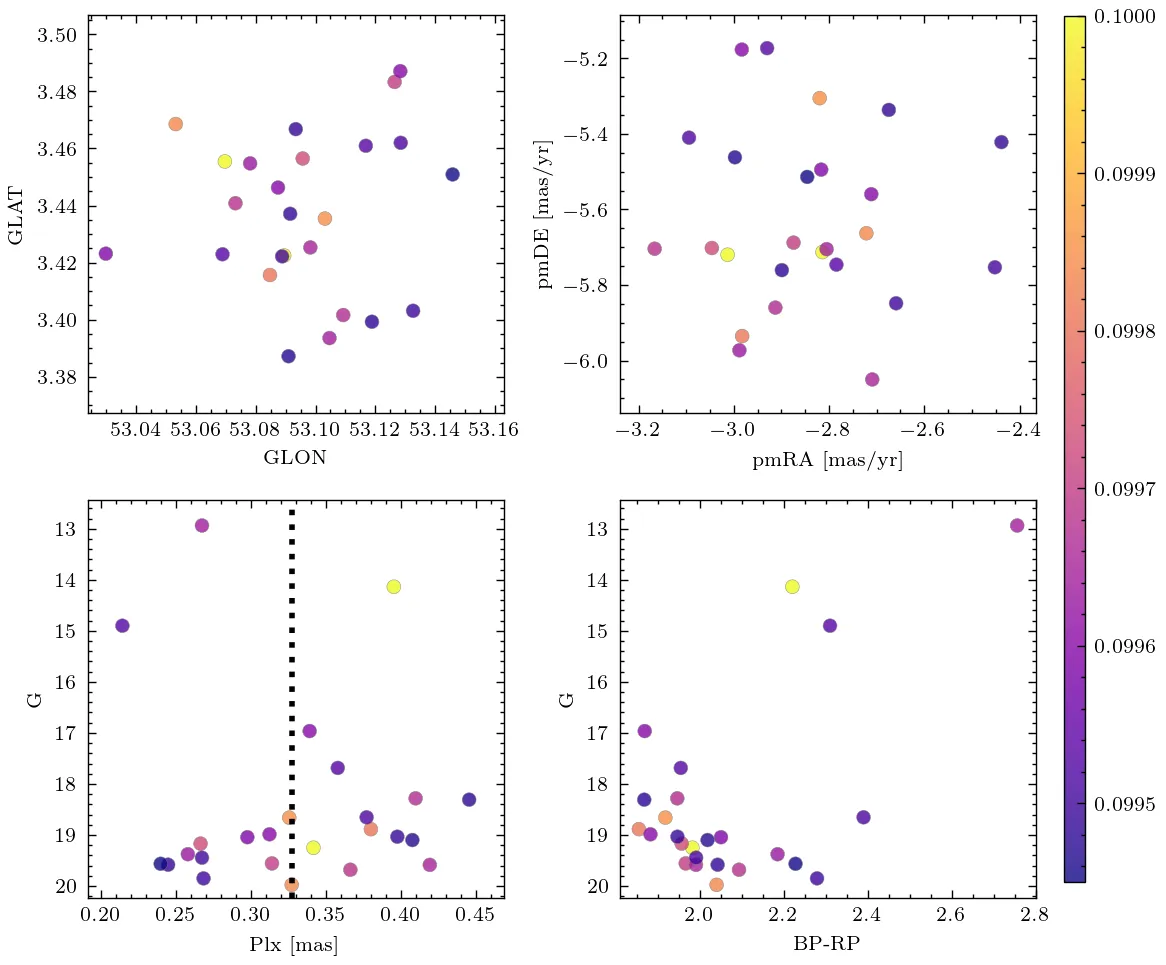 3.50
3.48
3.46
3.44
3.42
3.40
3.38
GLAT
53.04 53.06 53.08 53.10 53.12 53.14 53.16
GLON
−5.2
−5.4
−5.6
−5.8
−6.0
pmDE [mas/yr]
−3.2 −3.0 −2.8 −2.6 −2.4
pmRA [mas/yr]
0.1000
0.0999
0.0998
0.0997
0.0996
0.0995
13
14
15
16
17
18
19
20
G
0.20 0.25 0.30 0.35 0.40 0.45
Plx [mas]
13
14
15
16
17
18
19
20
G
2.0 2.2 2.4 2.6 2.8
BP-RP